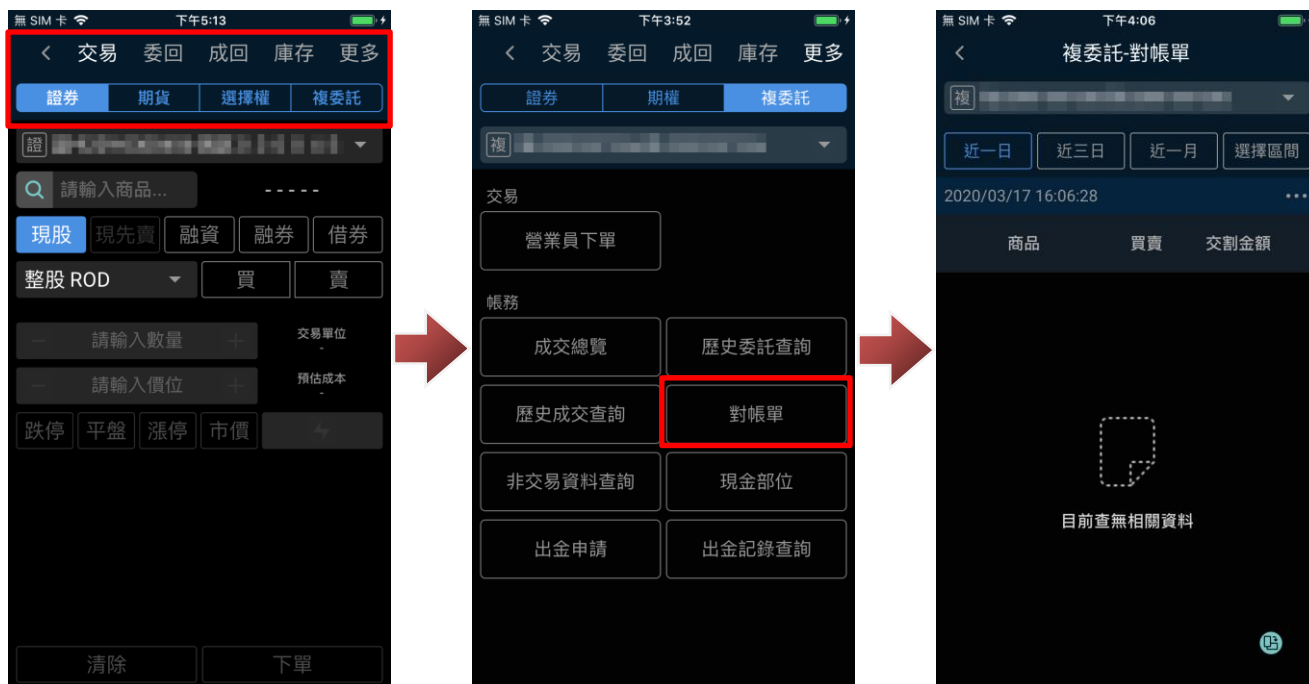 無 SIM 卡 下午5:13
交易 委回 成回 庫存 更多
證券 期貨 選擇權 複委託
證
請輸入商品... - - - - -
現股 現先賣 融資 融券 借券
整股 ROD 買 賣
請輸入數量 交易單位
-
請輸入價位 預估成本
-
跌停 平盤 漲停 市價
清除 下單
無 SIM 卡 下午3:52
交易 委回 成回 庫存 更多
證券 期權 複委託
複
交易
營業員下單
帳務
成交總覽 歷史委託查詢
歷史成交查詢 對帳單
非交易資料查詢 現金部位
出金申請 出金記錄查詢
無 SIM 卡 下午4:06
複委託-對帳單
複
近一日 近三日 近一月 選擇區間
2020/03/17 16:06:28
商品 買賣 交割金額
目前查無相關資料